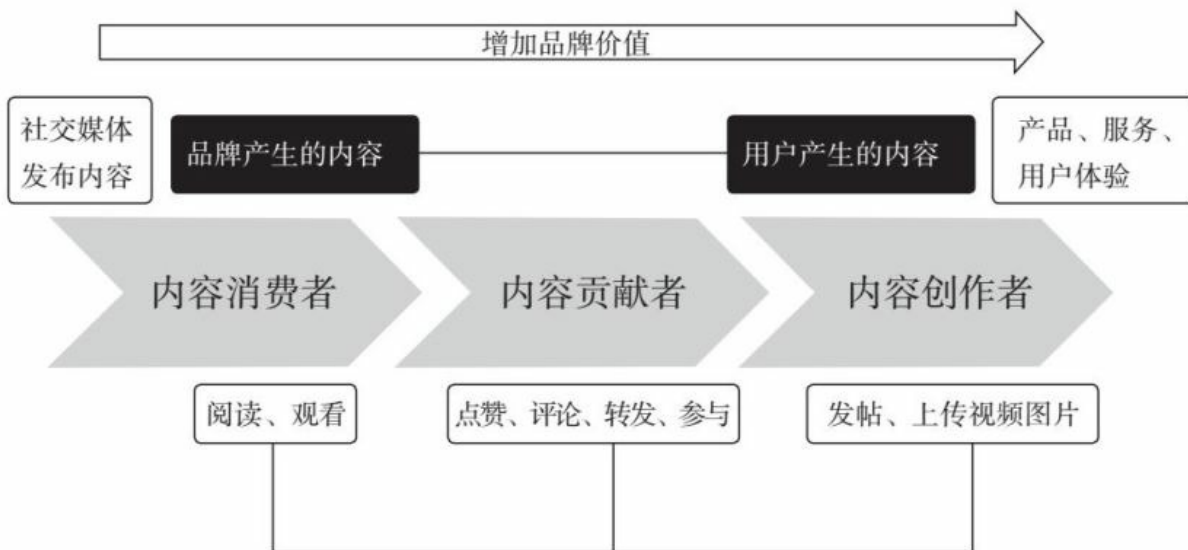 增加品牌价值
社交媒体
发布内容
品牌产生的内容
用户产生的内容
产品、服务、
用户体验
内容消费者
内容贡献者
内容创作者
阅读、观看
点赞、评论、转发、参与
发帖、上传视频图片